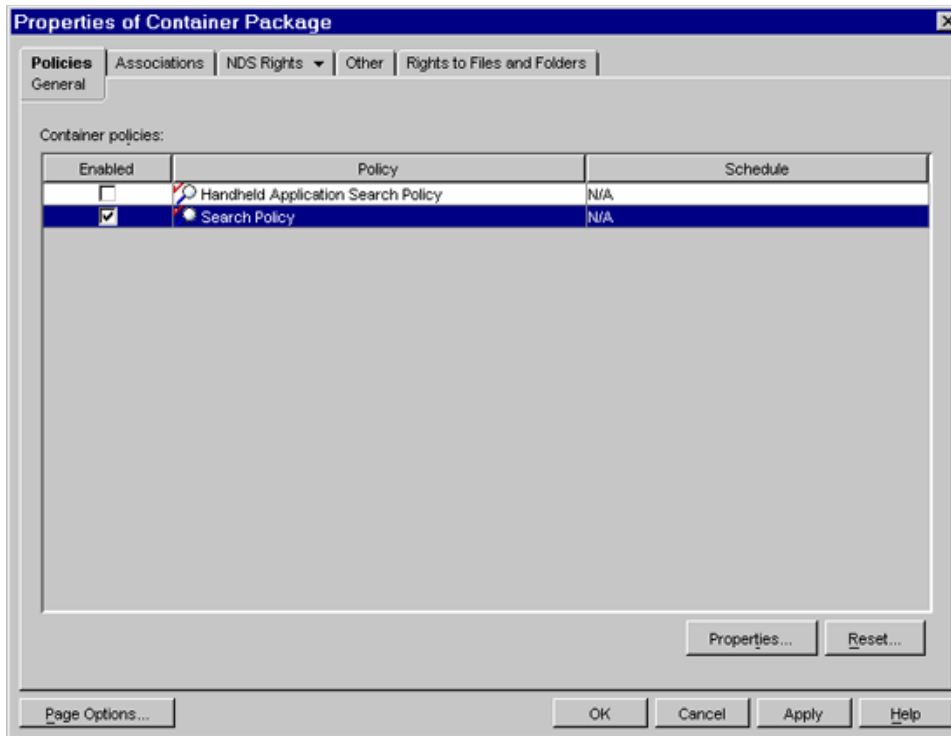 Properties of Container Package
Policies Associations NDS Rights Other Rights to Files and Folders
General
Container policies:
Enabled Policy Schedule
Handheld Application Search Policy N/A
Search Policy N/A
Properties... Reset...
Page Options... OK Cancel Apply Help